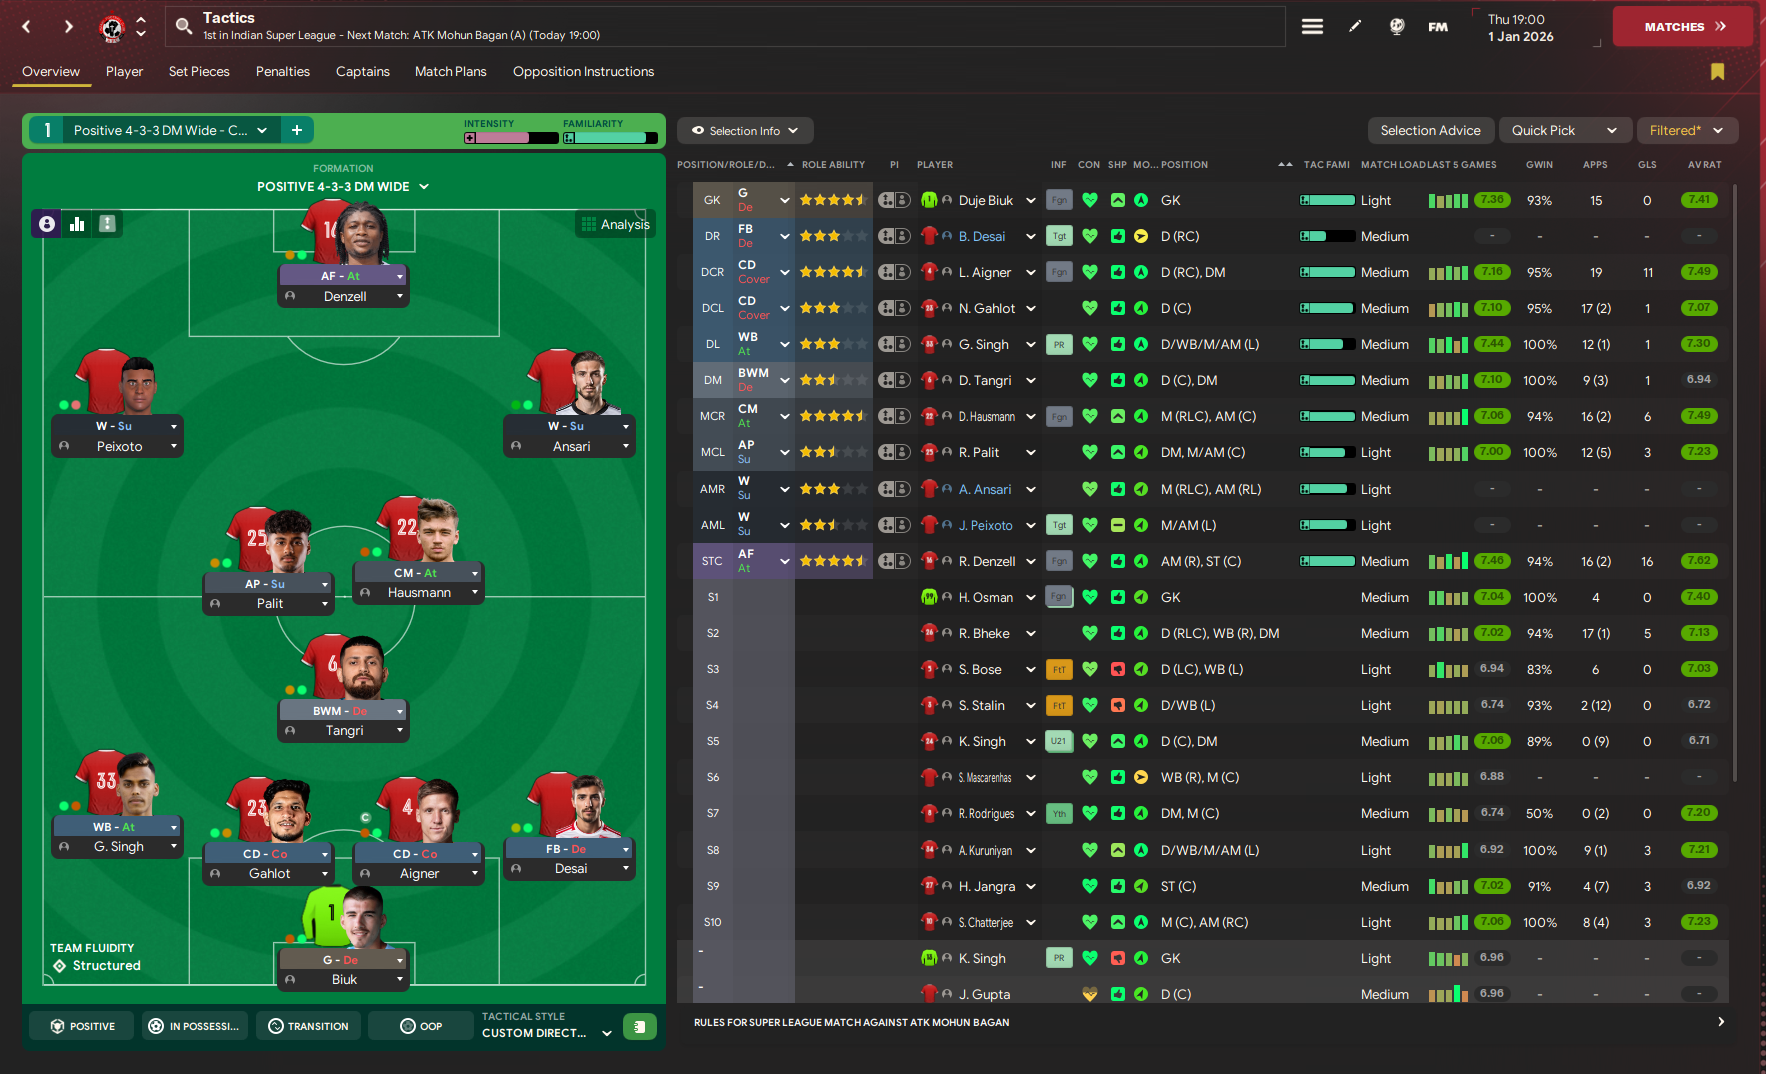 Tactics
1st in Indian Super League - Next Match: ATK Mohun Bagan (A) (Today 19:00)
FM
Thu 19:00
1 Jan 2026
MATCHES
Overview Player Set Pieces Penalties Captains Match Plans Opposition Instructions
1 Positive 4-3-3 DM Wide - C... +
INTENSITY FAMILIARITY
FORMATION
POSITIVE 4-3-3 DM WIDE
Analysis
AF - At
Denzell
W - Su
Peixoto
W - Su
Ansari
25
AP - Su
Palit
22
CM - At
Hausmann
6
BWM - De
Tangri
33
WB - At
G. Singh
23
CD - Co
Gahlot
C
4
CD - Co
Aigner
FB - De
Desai
1
G - De
Biuk
TEAM FLUIDITY
Structured
POSITIVE IN POSSESSI... TRANSITION OOP
TACTICAL STYLE
CUSTOM DIRECT...
Selection Info Selection Advice Quick Pick Filtered*
POSITION/ROLE/D... ROLE ABILITY PI PLAYER INF CON SHP MO... POSITION TAC FAMI MATCH LOAD LAST 5 GAMES GWIN APPS GLS AV RAT
GK G De Duje Biuk Fgn GK Light 7.36 93% 15 0 7.41
DR FB De B. Desai Tgt D (RC) Medium - - - - -
DCR CD Cover L. Aigner Fgn D (RC), DM Medium 7.16 95% 19 11 7.49
DCL CD Cover N. Gahlot D (C) Medium 7.10 95% 17 (2) 1 7.07
DL WB At G. Singh PR D/WB/M/AM (L) Medium 7.44 100% 12 (1) 1 7.30
DM BWM De D. Tangri D (C), DM Medium 7.10 100% 9 (3) 1 6.94
MCR CM At D. Hausmann Fgn M (RLC), AM (C) Medium 7.06 94% 16 (2) 6 7.49
MCL AP Su R. Palit DM, M/AM (C) Light 7.00 100% 12 (5) 3 7.23
AMR W Su A. Ansari M (RLC), AM (RL) Light - - - - -
AML W Su J. Peixoto Tgt M/AM (L) Light - - - - -
STC AF At R. Denzell Fgn AM (R), ST (C) Medium 7.46 94% 16 (2) 16 7.62
S1 H. Osman Fgn GK Medium 7.04 100% 4 0 7.40
S2 R. Bheke D (RLC), WB (R), DM Medium 7.02 94% 17 (1) 5 7.13
S3 S. Bose FtT D (LC), WB (L) Light 6.94 83% 6 0 7.03
S4 S. Stalin FtT D/WB (L) Light 6.74 93% 2 (12) 0 6.72
S5 K. Singh U21 D (C), DM Medium 7.06 89% 0 (9) 0 6.71
S6 S. Mascarenhas WB (R), M (C) Light 6.88 - - - -
S7 R. Rodrigues Yth DM, M (C) Light 6.74 50% 0 (2) 0 7.20
S8 A. Kuruniyan D/WB/M/AM (L) Light 6.92 100% 9 (1) 3 7.21
S9 H. Jangra ST (C) Medium 7.02 91% 4 (7) 3 6.92
S10 S. Chatterjee M (C), AM (RC) Light 7.06 100% 8 (4) 3 7.23
- K. Singh PR GK Light 6.96 - - - -
- J. Gupta D (C) Medium 6.96 - - - -
RULES FOR SUPER LEAGUE MATCH AGAINST ATK MOHUN BAGAN